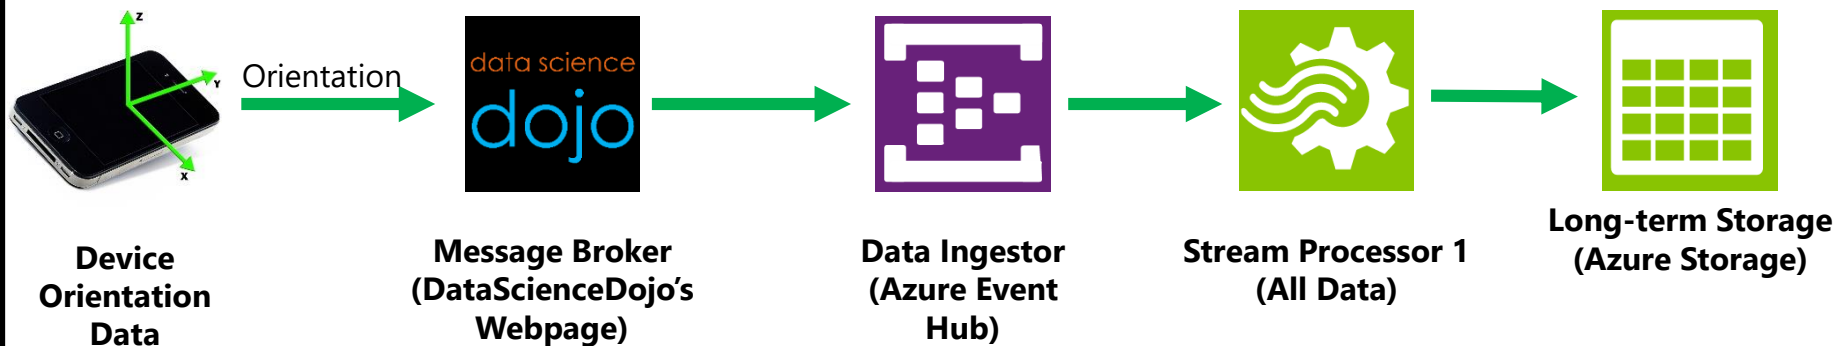 Z
Y
X
Orientation
data science
dojo
Device
Orientation
Data
Message Broker
(DataScienceDojo’s
Webpage)
Data Ingestor
(Azure Event
Hub)
Stream Processor 1
(All Data)
Long-term Storage
(Azure Storage)